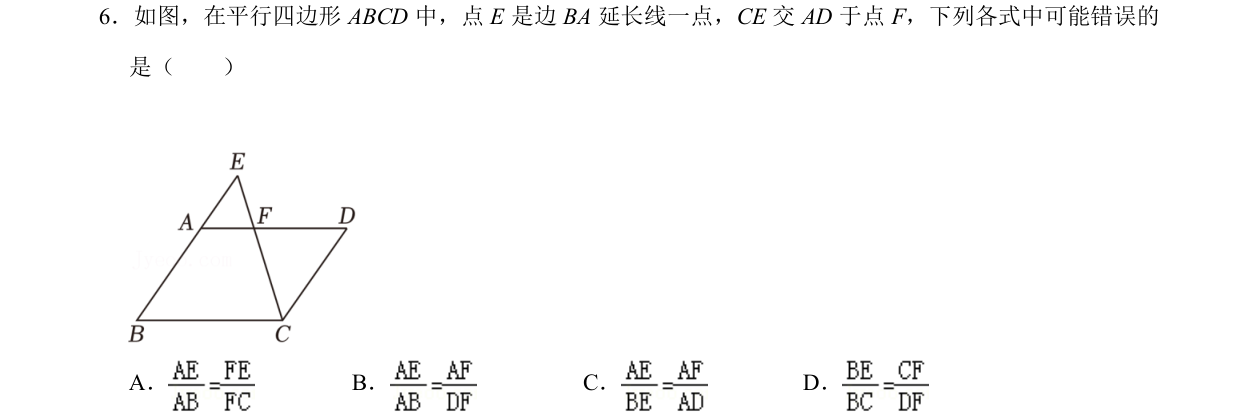 6．如图，在平行四边形 ABCD 中，点 E 是边 BA 延长线一点，CE 交 AD 于点 F，下列各式中可能错误的
是（　　）
E
A F D
B C
A．AE/AB=FE/FC B．AE/AB=AF/DF C．AE/BE=AF/AD D．BE/BC=CF/DF